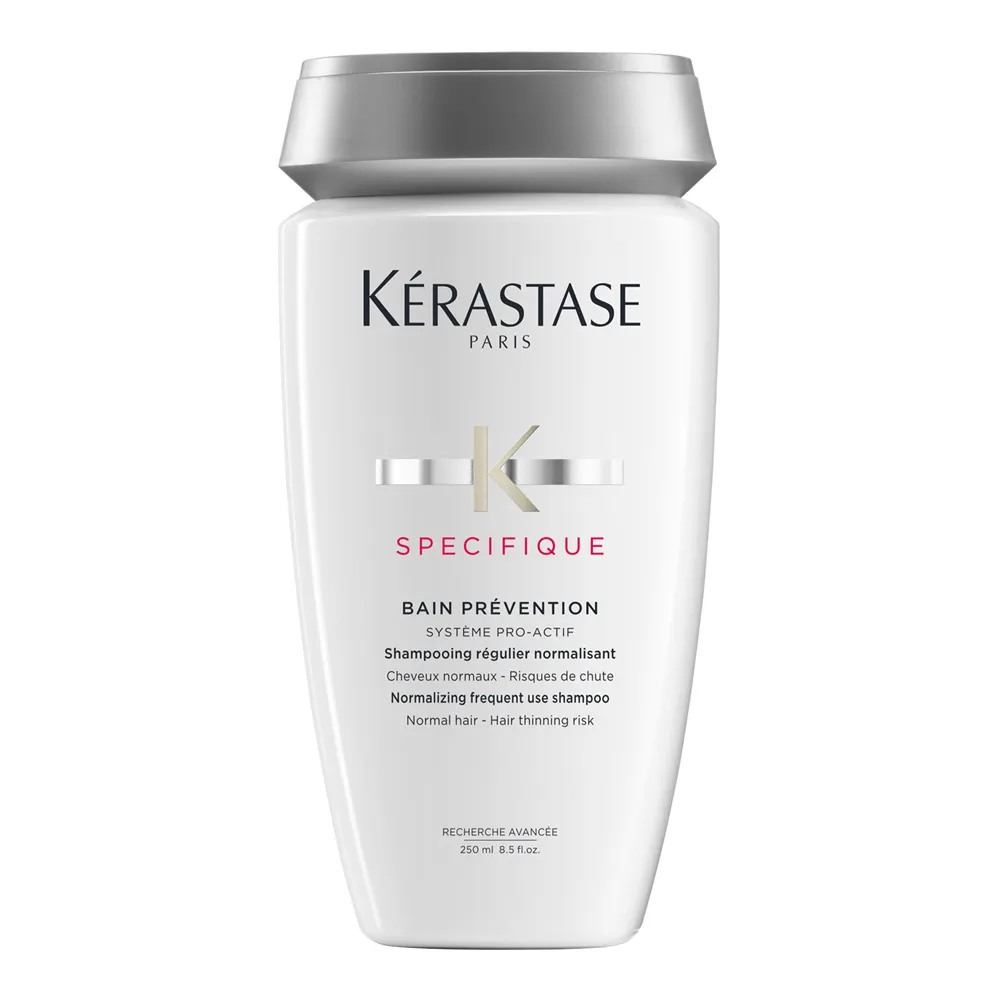 KÉRASTASE
PARIS
K
SPECIFIQUE
BAIN PRÉVENTION
SYSTÈME PRO-ACTIF
Shampooing régulier normalisant
Cheveux normaux - Risques de chute
Normalizing frequent use shampoo
Normal hair - Hair thinning risk
RECHERCHE AVANCÉE
250 ml 8.5 fl.oz.